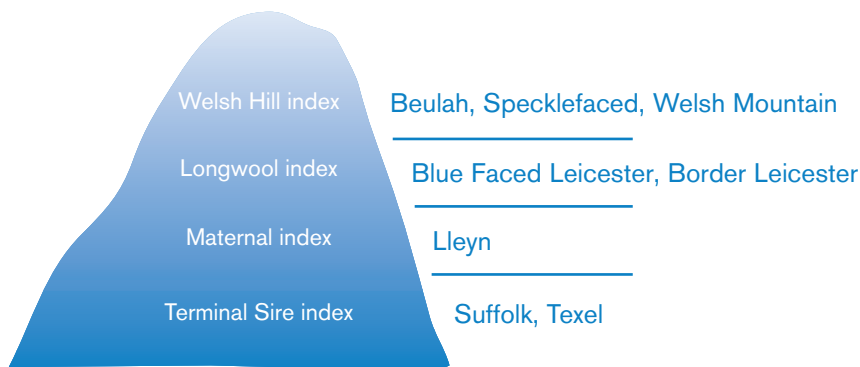 Welsh Hill index
Beulah, Specklefaced, Welsh Mountain
Longwool index
Blue Faced Leicester, Border Leicester
Maternal index
Lleyn
Terminal Sire index
Suffolk, Texel